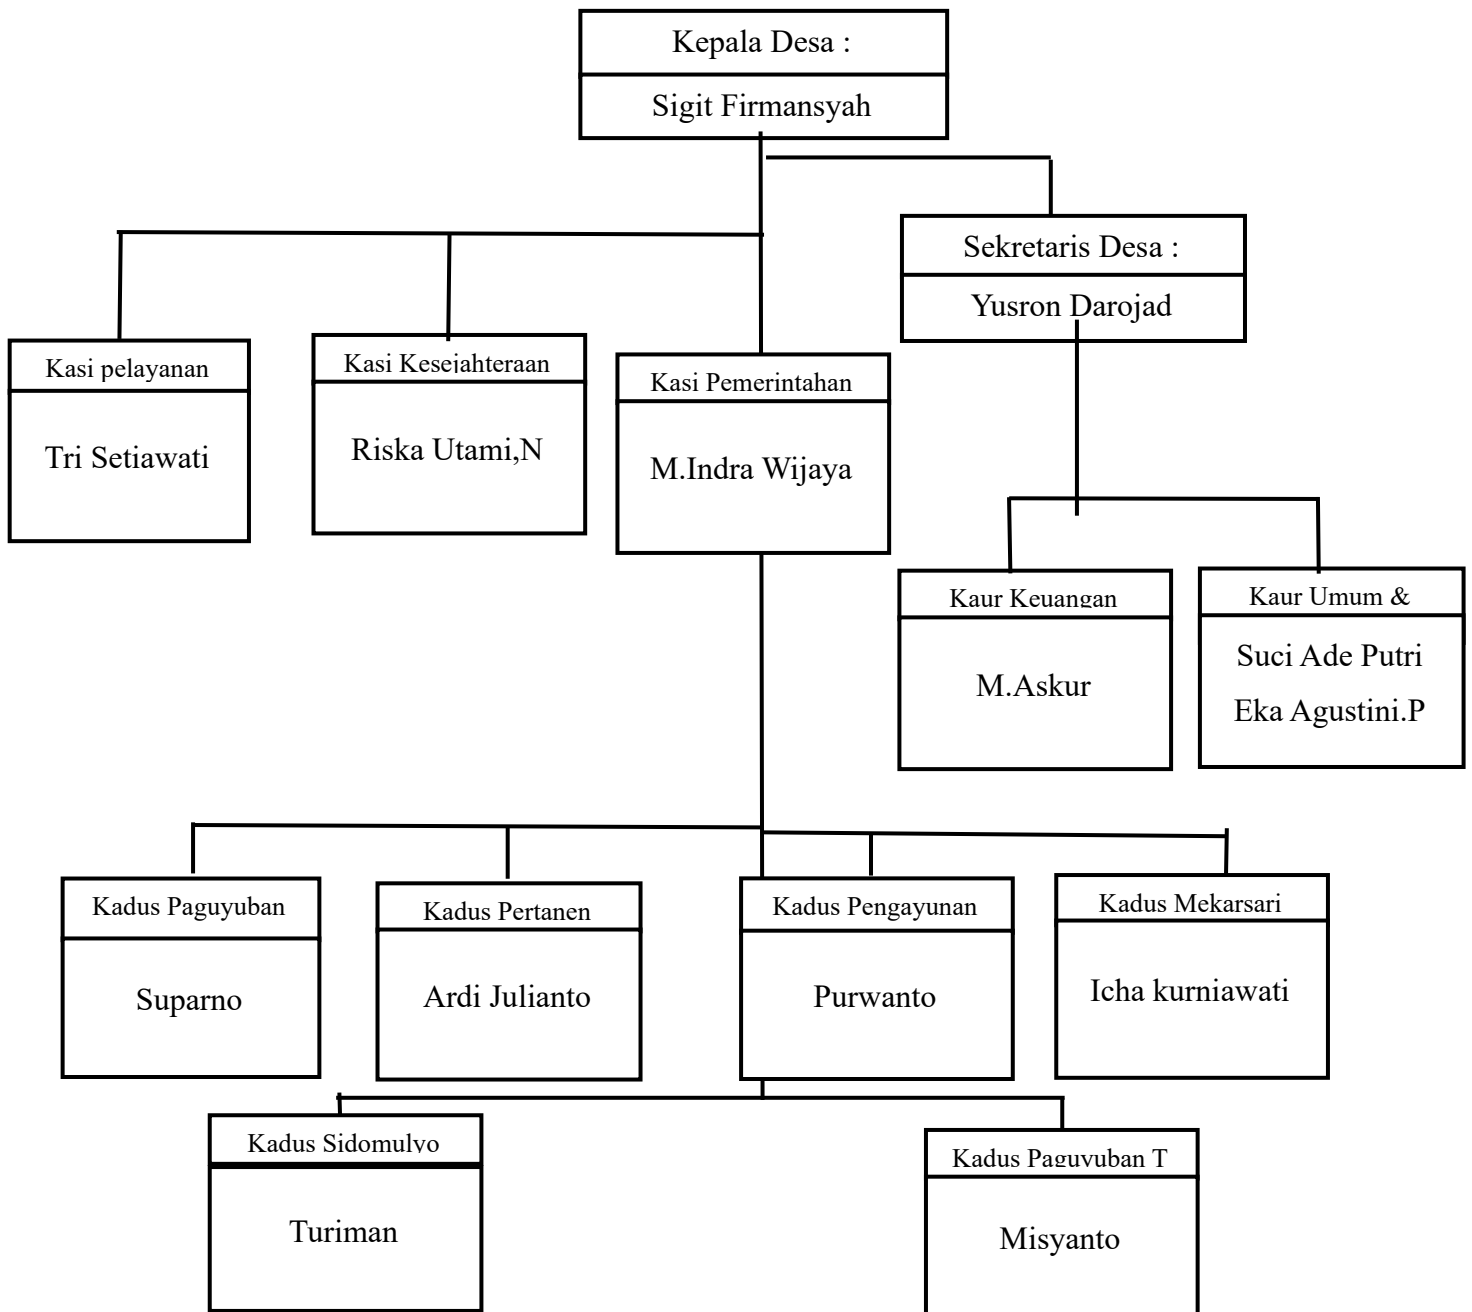 Kepala Desa :
Sigit Firmansyah
Sekretaris Desa :
Yusron Darojad
Kasi pelayanan
Tri Setiawati
Kasi Kesejahteraan
Riska Utami,N
Kasi Pemerintahan
M.Indra Wijaya
Kaur Keuangan
M.Askur
Kaur Umum &
Suci Ade Putri
Eka Agustini.P
Kadus Paguyuban
Suparno
Kadus Pertanen
Ardi Julianto
Kadus Pengayunan
Purwanto
Kadus Mekarsari
Icha kurniawati
Kadus Sidomulyo
Turiman
Kadus Paguyuban T
Misyanto